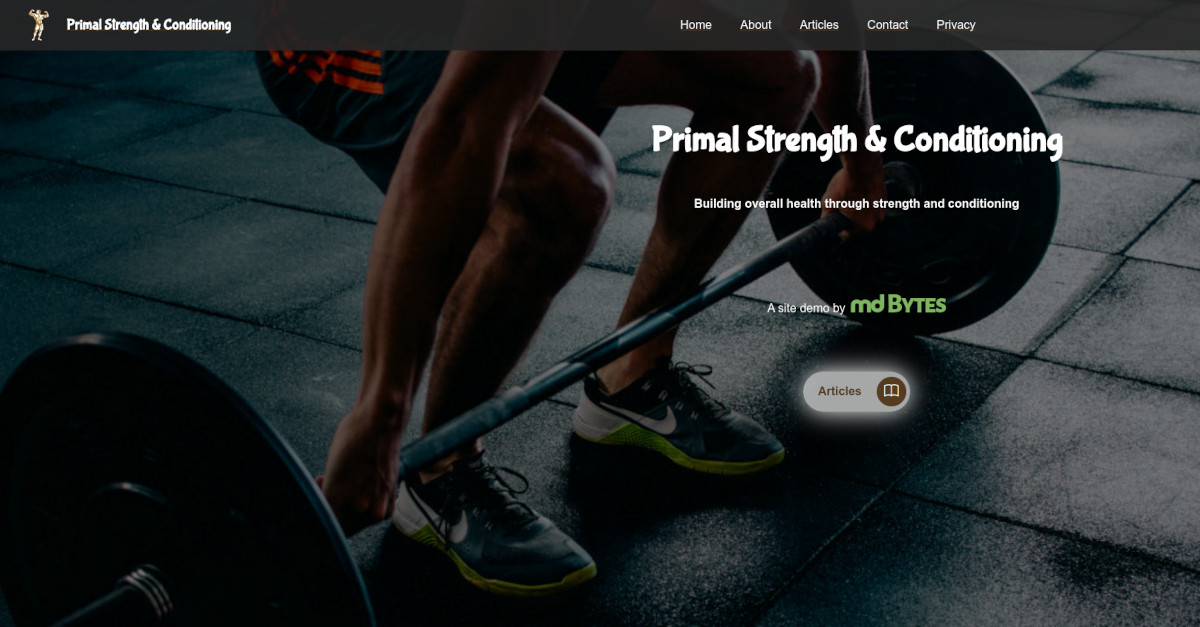 Primal Strength & Conditioning
Home About Articles Contact Privacy
Primal Strength & Conditioning
Building overall health through strength and conditioning
A site demo by md BYTES
Articles